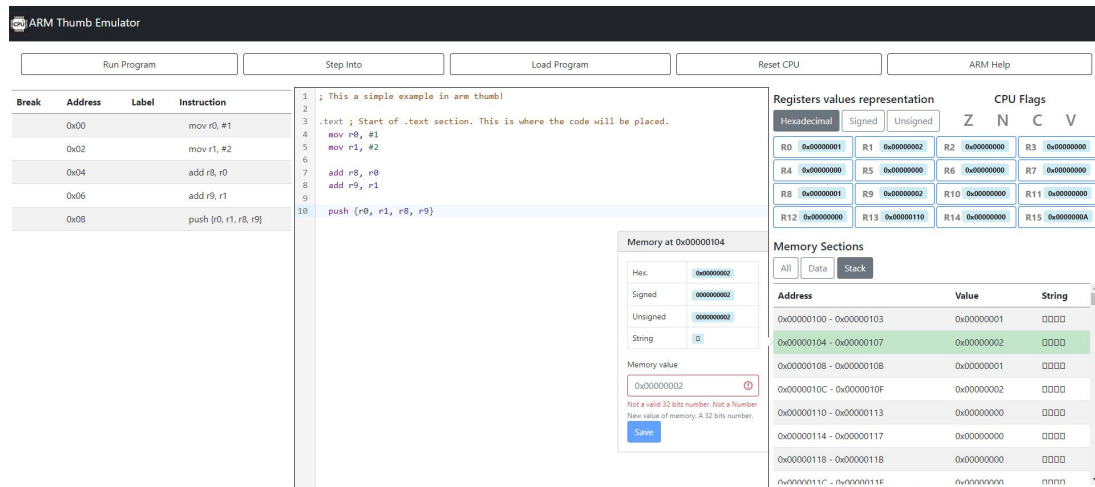 CPU ARM Thumb Emulator
Run Program Step Into Load Program Reset CPU ARM Help
Break Address Label Instruction
0x00 mov r0, #1
0x02 mov r1, #2
0x04 add r8, r0
0x06 add r9, r1
0x08 push {r0, r1, r8, r9}
1 ; This a simple example in arm thumb!
2
3 .text ; Start of .text section. This is where the code will be placed.
4 mov r0, #1
5 mov r1, #2
6
7 add r8, r0
8 add r9, r1
9
10 push {r0, r1, r8, r9}
Memory at 0x00000104
Hex. 0x00000002
Signed 0000000002
Unsigned 0000000002
String
Memory value
0x00000002
Not a valid 32 bits number. Not a Number
New value of memory. A 32 bits number.
Save
Registers values representation CPU Flags
Hexadecimal Signed Unsigned Z N C V
R0 0x00000001 R1 0x00000002 R2 0x00000000 R3 0x00000000
R4 0x00000000 R5 0x00000000 R6 0x00000000 R7 0x00000000
R8 0x00000001 R9 0x00000002 R10 0x00000000 R11 0x00000000
R12 0x00000000 R13 0x00000110 R14 0x00000000 R15 0x0000000A
Memory Sections
All Data Stack
Address Value String
0x00000100 - 0x00000103 0x00000001 □□□□
0x00000104 - 0x00000107 0x00000002 □□□□
0x00000108 - 0x0000010B 0x00000001 □□□□
0x0000010C - 0x0000010F 0x00000002 □□□□
0x00000110 - 0x00000113 0x00000000 □□□□
0x00000114 - 0x00000117 0x00000000 □□□□
0x00000118 - 0x0000011B 0x00000000 □□□□
0x0000011C - 0x0000011F 0x00000000 □□□□